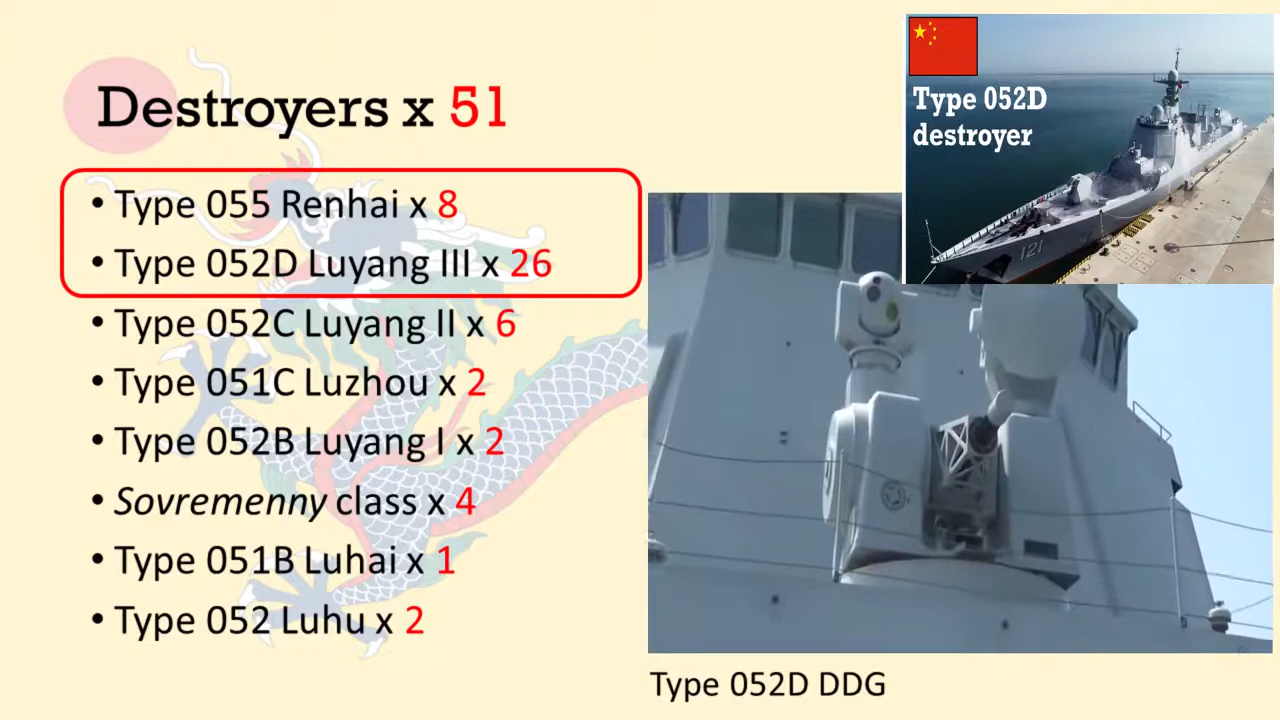 Destroyers x 51
• Type 055 Renhai x 8
• Type 052D Luyang III x 26
• Type 052C Luyang II x 6
• Type 051C Luzhou x 2
• Type 052B Luyang I x 2
• Sovremenny class x 4
• Type 051B Luhai x 1
• Type 052 Luhu x 2
Type 052D
destroyer
121
Type 052D DDG